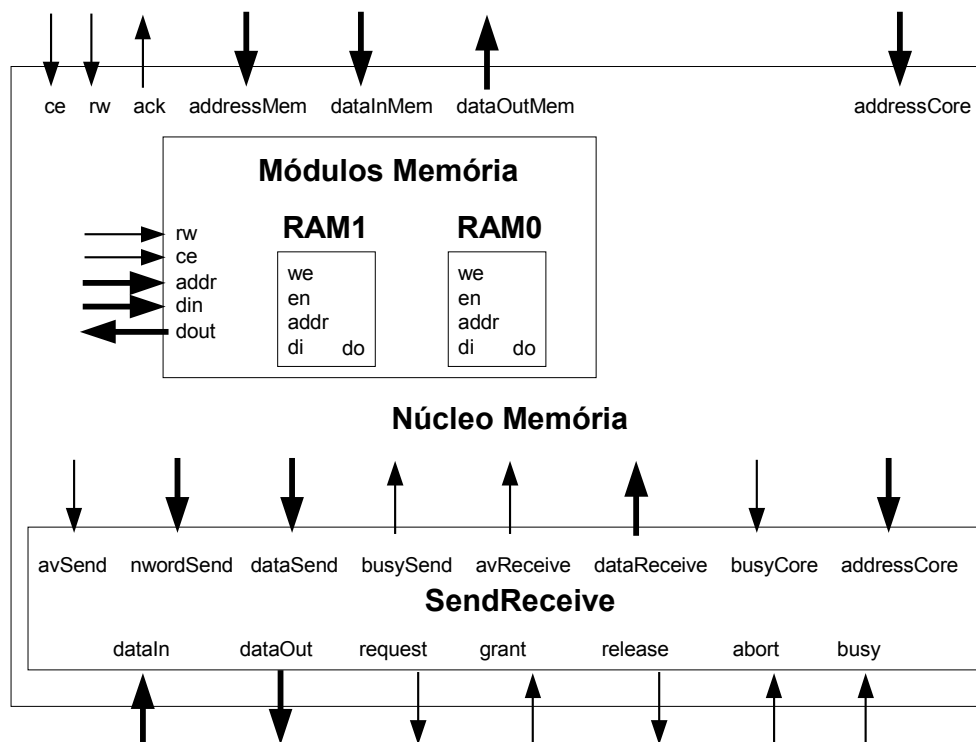 ce rw ack addressMem dataInMem dataOutMem addressCore
Módulos Memória
RAM1 RAM0
rw
ce
addr
din
dout
we
en
addr
di do
we
en
addr
di do
Núcleo Memória
avSend nwordSend dataSend busySend avReceive dataReceive busyCore addressCore
SendReceive
dataIn dataOut request grant release abort busy